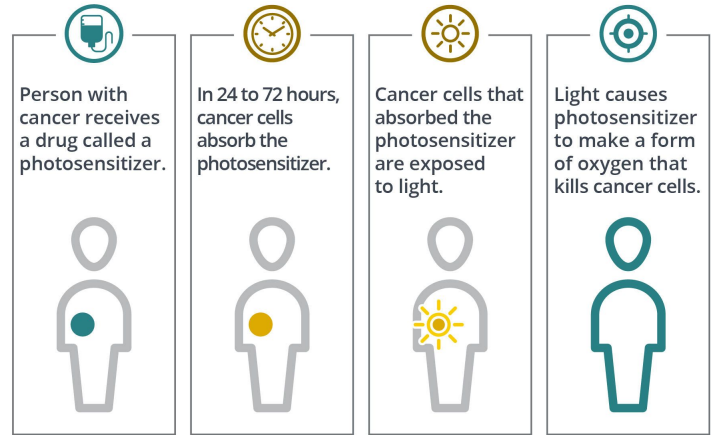 Person with
cancer receives
a drug called a
photosensitizer.
In 24 to 72 hours,
cancer cells
absorb the
photosensitizer.
Cancer cells that
absorbed the
photosensitizer
are exposed
to light.
Light causes
photosensitizer
to make a form
of oxygen that
kills cancer cells.